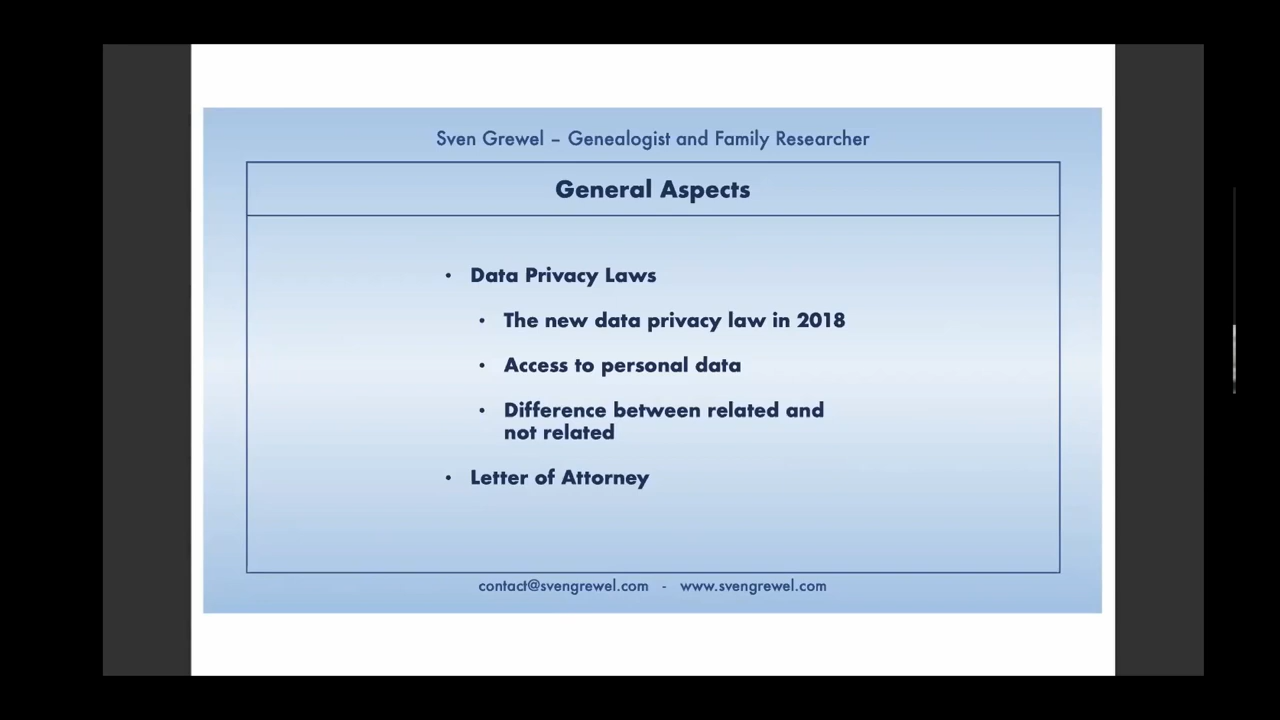 Sven Grewel – Genealogist and Family Researcher
General Aspects
• Data Privacy Laws
• The new data privacy law in 2018
• Access to personal data
• Difference between related and
not related
• Letter of Attorney
contact@svengrewel.com - www.svengrewel.com